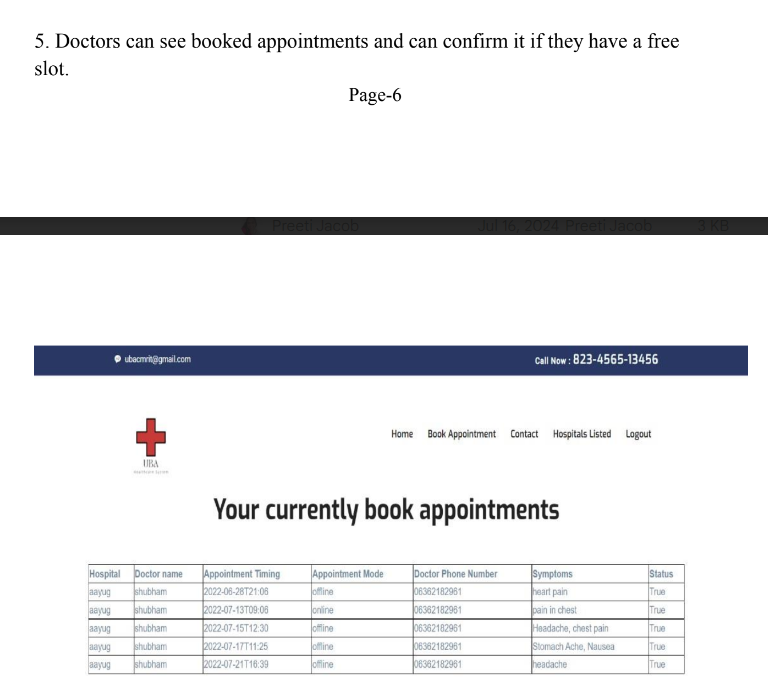 5. Doctors can see booked appointments and can confirm it if they have a free
slot.
Page-6
Preeti Jacob Jul 15, 2024 Preeti Jacob 3 KB
ubacmrit@gmail.com Call Now : 823-4565-13456
UBA
Home Book Appointment Contact Hospitals Listed Logout
Your currently book appointments
Hospital Doctor name Appointment Timing Appointment Mode Doctor Phone Number Symptoms Status
aayug shubham 2022-06-28T21:06 offline 06362182961 heart pain True
aayug shubham 2022-07-13T09:06 online 06362182961 pain in chest True
aayug shubham 2022-07-15T12:30 offline 06362182961 Headache, chest pain True
aayug shubham 2022-07-17T11:25 offline 06362182961 Stomach Ache, Nausea True
aayug shubham 2022-07-21T16:39 offline 06362182961 headache True